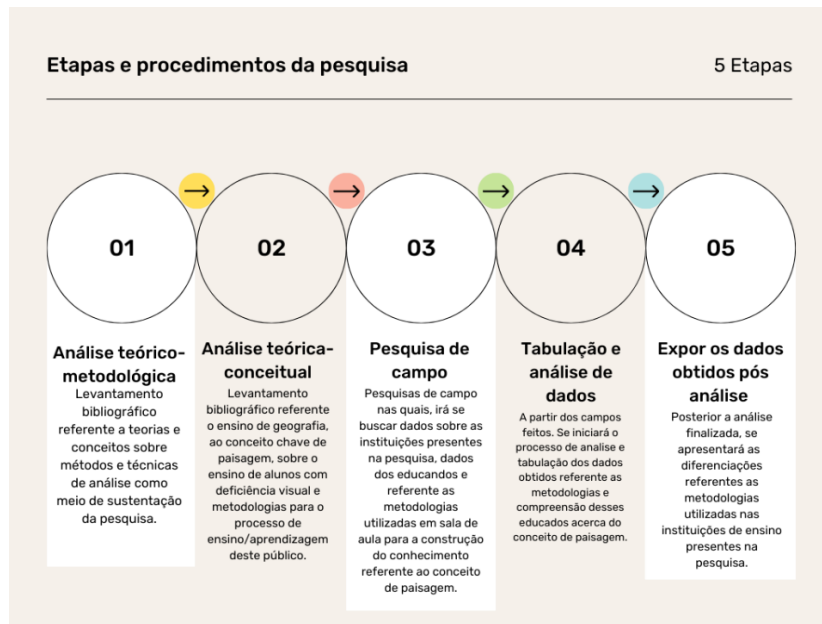 Etapas e procedimentos da pesquisa
5 Etapas
01
02
03
04
05
Análise teórico-
metodológica
Levantamento
bibliográfico
referente a teorias e
conceitos sobre
métodos e técnicas
de análise como
meio de sustentação
da pesquisa.
Análise teórica-
conceitual
Levantamento
bibliográfico referente
o ensino de geografia,
ao conceito chave de
paisagem, sobre o
ensino de alunos com
deficiência visual e
metodologias para o
processo de
ensino/aprendizagem
deste público.
Pesquisa de
campo
Pesquisas de campo
nas quais, irá se
buscar dados sobre as
instituições presentes
na pesquisa, dados
dos educandos e
referente as
metodologias
utilizadas em sala de
aula para a construção
do conhecimento
referente ao conceito
de paisagem.
Tabulação e
análise de
dados
A partir dos campos
feitos. Se iniciará o
processo de analise e
tabulação dos dados
obtidos referente as
metodologias e
compreensão desses
educados acerca do
conceito de paisagem.
Expor os dados
obtidos pós
análise
Posterior a análise
finalizada, se
apresentará as
diferenciações
referentes as
metodologias
utilizadas nas
instituições de ensino
presentes na
pesquisa.